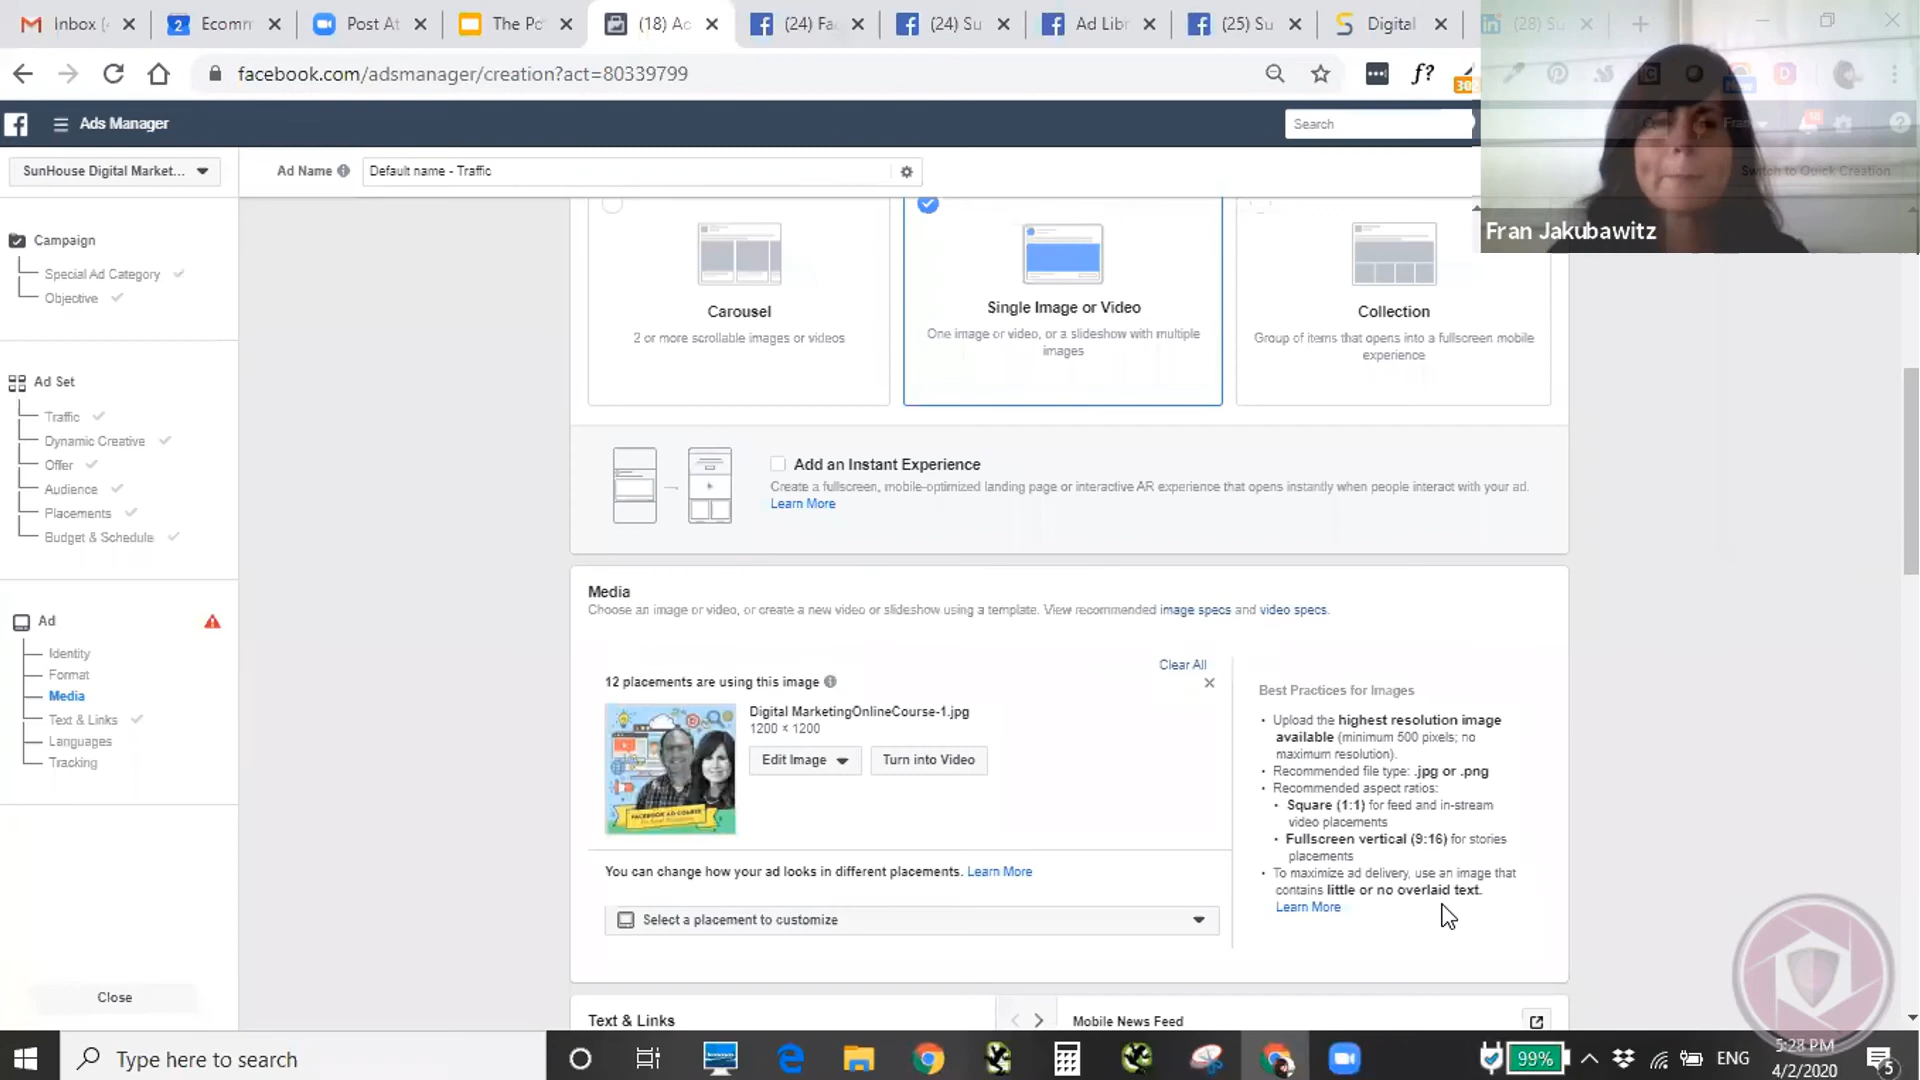 Inbox (
Ecomm
Post At
The Po
(18) Ac
(24) Fa
(24) Su
Ad Libr
(25) Su
Digital
(28) Su
facebook.com/adsmanager/creation?act=80339799
f?
Ads Manager
Search
Fran
SunHouse Digital Market...
Ad Name
Default name - Traffic
Switch to Quick Creation
Fran Jakubawitz
Campaign
Special Ad Category
Objective
Ad Set
Traffic
Dynamic Creative
Offer
Audience
Placements
Budget & Schedule
Ad
Identity
Format
Media
Text & Links
Languages
Tracking
Close
Carousel
2 or more scrollable images or videos
Single Image or Video
One image or video, or a slideshow with multiple
images
Collection
Group of items that opens into a fullscreen mobile
experience
Add an Instant Experience
Create a fullscreen, mobile-optimized landing page or interactive AR experience that opens instantly when people interact with your ad.
Learn More
Media
Choose an image or video, or create a new video or slideshow using a template. View recommended image specs and video specs.
Clear All
12 placements are using this image
Digital MarketingOnlineCourse-1.jpg
1200 × 1200
Edit Image
Turn into Video
FACEBOOK AD COURSE
You can change how your ad looks in different placements. Learn More
Select a placement to customize
Best Practices for Images
• Upload the highest resolution image
available (minimum 500 pixels; no
maximum resolution).
• Recommended file type: .jpg or .png
• Recommended aspect ratios:
• Square (1:1) for feed and in-stream
video placements
• Fullscreen vertical (9:16) for stories
placements
• To maximize ad delivery, use an image that
contains little or no overlaid text.
Learn More
Text & Links
Mobile News Feed
Type here to search
99%
ENG
5:28 PM
4/2/2020
5